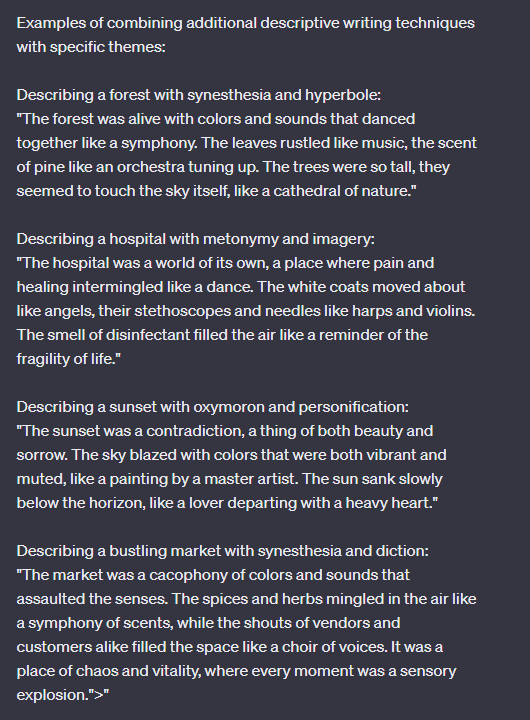 Examples of combining additional descriptive writing techniques
with specific themes:
Describing a forest with synesthesia and hyperbole:
"The forest was alive with colors and sounds that danced
together like a symphony. The leaves rustled like music, the scent
of pine like an orchestra tuning up. The trees were so tall, they
seemed to touch the sky itself, like a cathedral of nature."
Describing a hospital with metonymy and imagery:
"The hospital was a world of its own, a place where pain and
healing intermingled like a dance. The white coats moved about
like angels, their stethoscopes and needles like harps and violins.
The smell of disinfectant filled the air like a reminder of the
fragility of life."
Describing a sunset with oxymoron and personification:
"The sunset was a contradiction, a thing of both beauty and
sorrow. The sky blazed with colors that were both vibrant and
muted, like a painting by a master artist. The sun sank slowly
below the horizon, like a lover departing with a heavy heart."
Describing a bustling market with synesthesia and diction:
"The market was a cacophony of colors and sounds that
assaulted the senses. The spices and herbs mingled in the air like
a symphony of scents, while the shouts of vendors and
customers alike filled the space like a choir of voices. It was a
place of chaos and vitality, where every moment was a sensory
explosion.">"